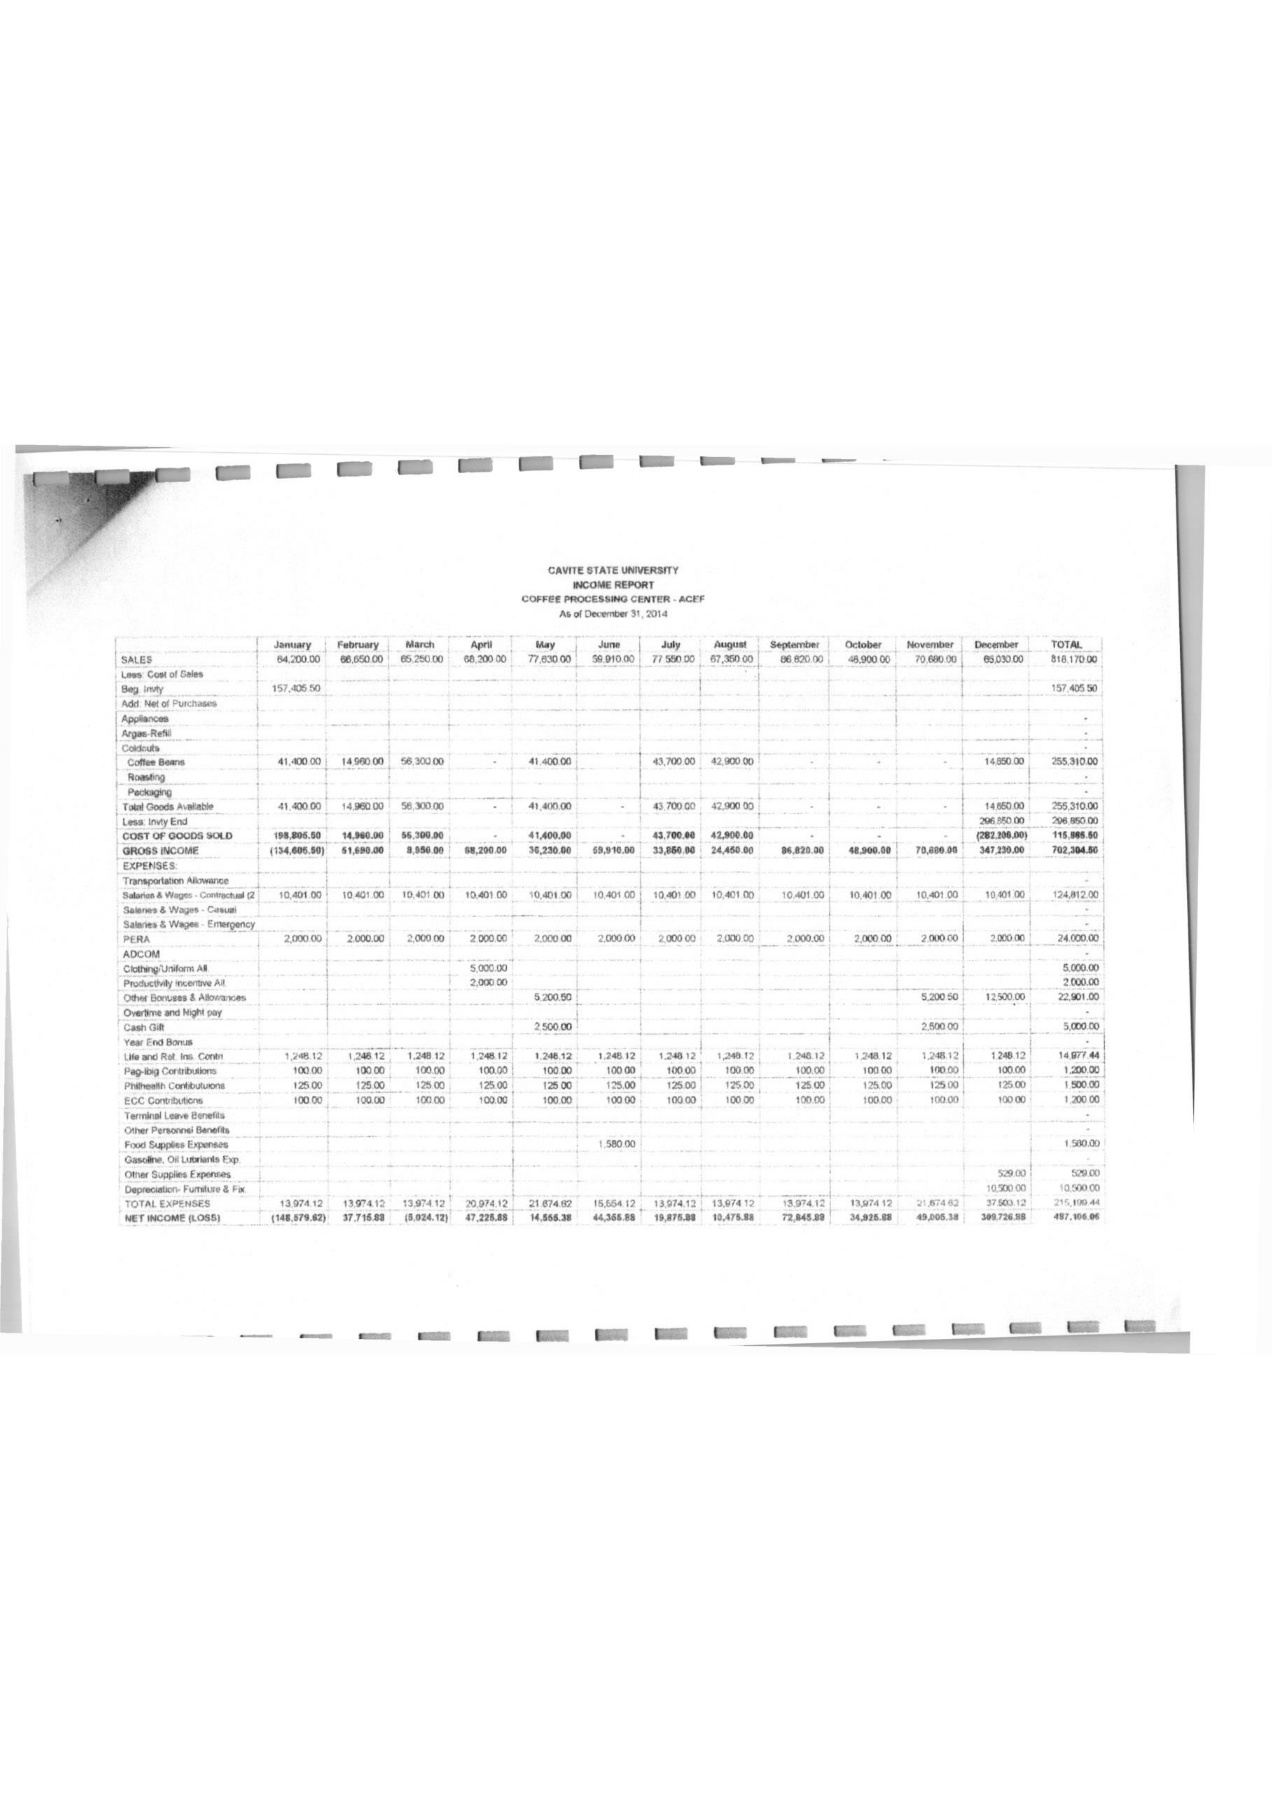 CAVITE STATE UNIVERSITY
INCOME REPORT
COFFEE PROCESSING CENTER - ACEF
As of December 31, 2014
January February March April May June July August September October November December TOTAL
SALES 64,200.00 66,650.00 65,250.00 68,200.00 77,630.00 59,910.00 77,550.00 67,350.00 86,820.00 48,900.00 70,680.00 65,030.00 818,170.00
Less: Cost of Sales
Beg. Invty 157,405.50 157,405.50
Add: Net of Purchases
Appliances -
Argas-Refill -
Coldcuts -
Coffee Beans 41,400.00 14,960.00 56,300.00 - 41,400.00 43,700.00 42,900.00 - - - 14,650.00 255,310.00
Roasting -
Packaging -
Total Goods Available 41,400.00 14,960.00 56,300.00 - 41,400.00 - 43,700.00 42,900.00 - - - 14,650.00 255,310.00
Less: Invty End 296,850.00 296,850.00
COST OF GOODS SOLD 198,805.50 14,960.00 56,300.00 - 41,400.00 - 43,700.00 42,900.00 - - - (282,200.00) 115,865.50
GROSS INCOME (134,605.50) 51,690.00 8,950.00 68,200.00 36,230.00 59,910.00 33,850.00 24,450.00 86,820.00 48,900.00 70,680.00 347,230.00 702,304.50
EXPENSES:
Transportation Allowance -
Salaries & Wages - Contractual (2 10,401.00 10,401.00 10,401.00 10,401.00 10,401.00 10,401.00 10,401.00 10,401.00 10,401.00 10,401.00 10,401.00 10,401.00 124,812.00
Salaries & Wages - Casual -
Salaries & Wages - Emergency -
PERA 2,000.00 2,000.00 2,000.00 2,000.00 2,000.00 2,000.00 2,000.00 2,000.00 2,000.00 2,000.00 2,000.00 2,000.00 24,000.00
ADCOM -
Clothing/Uniform All. 5,000.00 5,000.00
Productivity Incentive All. 2,000.00 2,000.00
Other Bonuses & Allowances 5,200.50 5,200.50 12,500.00 22,901.00
Overtime and Night pay -
Cash Gift 2,500.00 2,500.00 5,000.00
Year End Bonus -
Life and Ret. Ins. Contn 1,248.12 1,248.12 1,248.12 1,248.12 1,248.12 1,248.12 1,248.12 1,248.12 1,248.12 1,248.12 1,248.12 1,248.12 14,977.44
Pag-ibig Contributions 100.00 100.00 100.00 100.00 100.00 100.00 100.00 100.00 100.00 100.00 100.00 100.00 1,200.00
Philhealth Contibutuions 125.00 125.00 125.00 125.00 125.00 125.00 125.00 125.00 125.00 125.00 125.00 125.00 1,500.00
ECC Contributions 100.00 100.00 100.00 100.00 100.00 100.00 100.00 100.00 100.00 100.00 100.00 100.00 1,200.00
Terminal Leave Benefits -
Other Personnel Benefits -
Food Supplies Expenses 1,580.00 1,580.00
Gasoline, Oil Lubriants Exp. -
Other Supplies Expenses 529.00 529.00
Depreciation- Furniture & Fix. 10,500.00 10,500.00
TOTAL EXPENSES 13,974.12 13,974.12 13,974.12 20,974.12 21,674.62 15,554.12 13,974.12 13,974.12 13,974.12 13,974.12 21,674.62 37,503.12 215,199.44
NET INCOME (LOSS) (148,579.62) 37,715.88 (5,024.12) 47,225.88 14,555.38 44,355.88 19,875.88 10,475.88 72,845.88 34,925.88 49,005.38 309,726.88 487,105.06